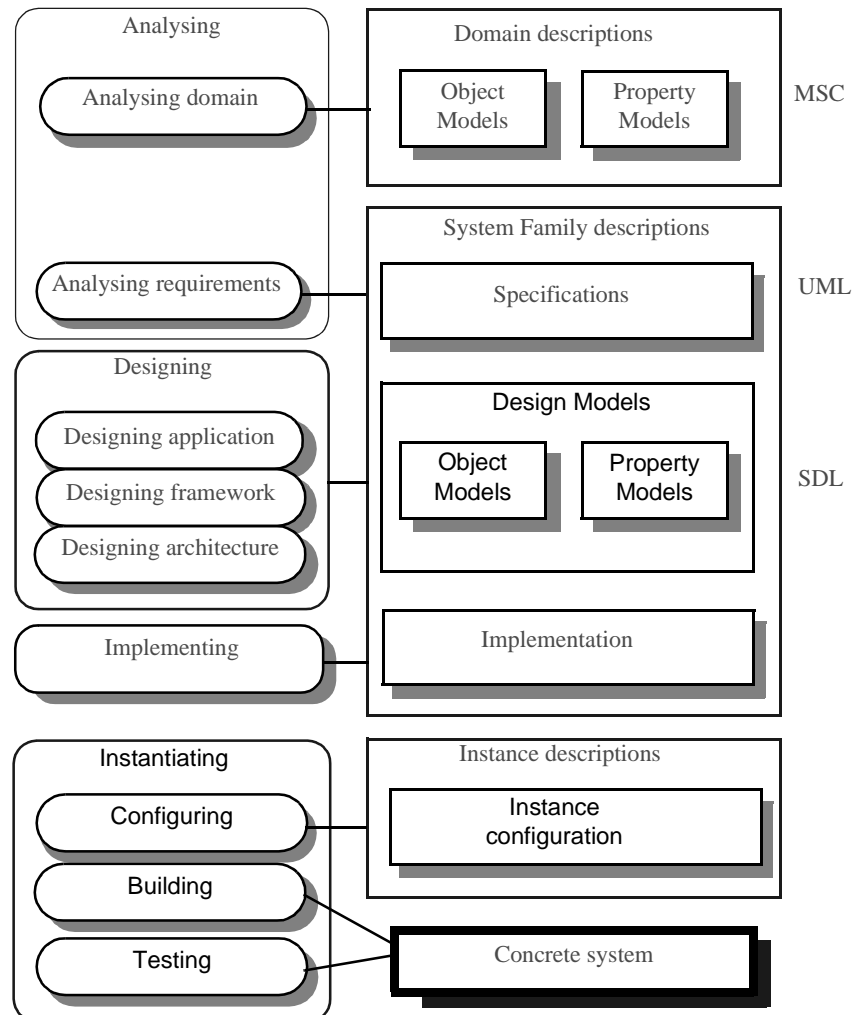 Analysing
Domain descriptions
Analysing domain
Object
Models
Property
Models
MSC
System Family descriptions
Analysing requirements
Specifications
UML
Designing
Design Models
Designing application
Object
Models
Property
Models
Designing framework
SDL
Designing architecture
Implementing
Implementation
Instantiating
Instance descriptions
Configuring
Instance
configuration
Building
Testing
Concrete system